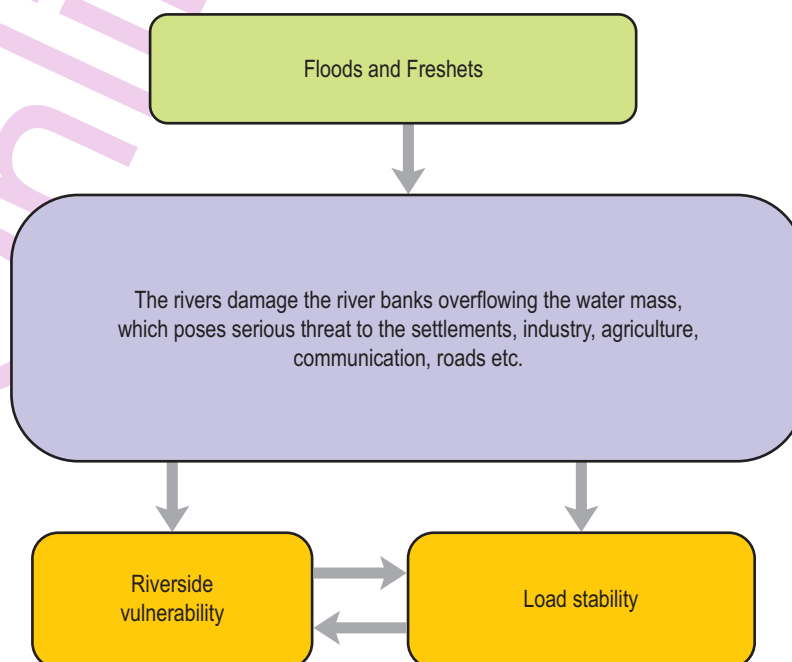 Floods and Freshets
The rivers damage the river banks overflowing the water mass,
which poses serious threat to the settlements, industry, agriculture,
communication, roads etc.
Riverside
vulnerability
Load stability